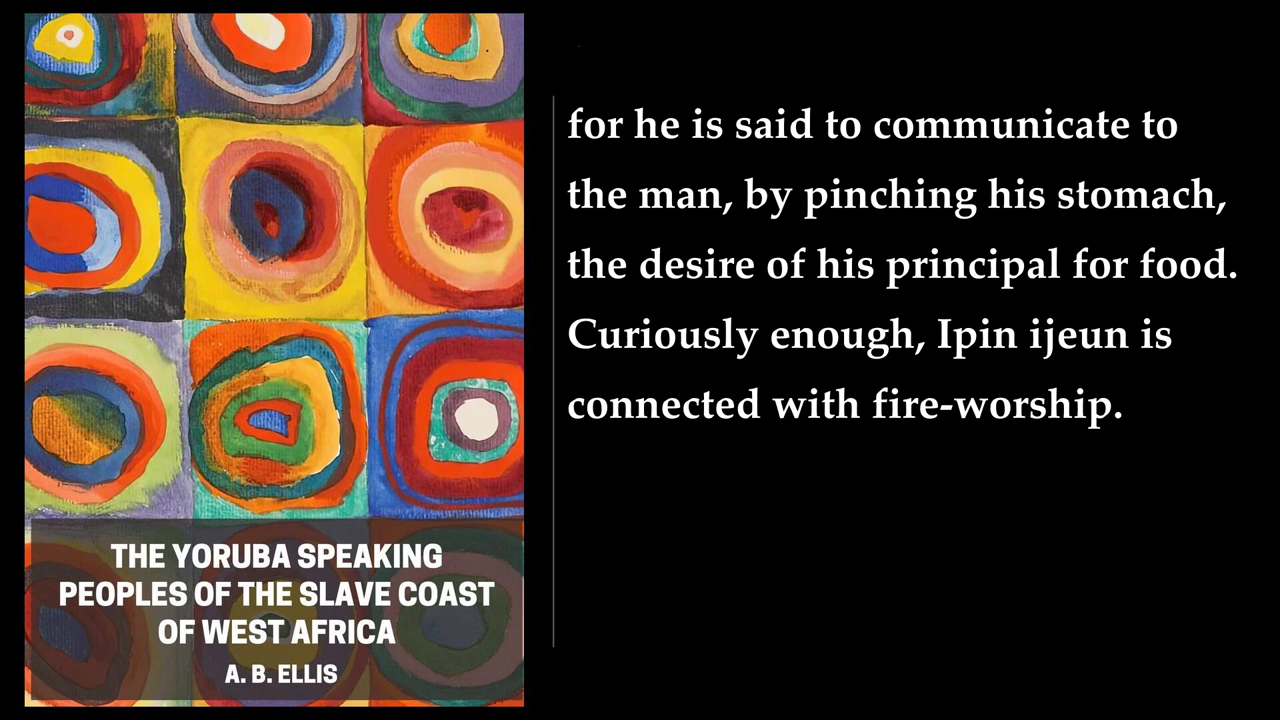 THE YORUBA SPEAKING
PEOPLES OF THE SLAVE COAST
OF WEST AFRICA
A. B. ELLIS
for he is said to communicate to
the man, by pinching his stomach,
the desire of his principal for food.
Curiously enough, Ipin ijeun is
connected with fire-worship.